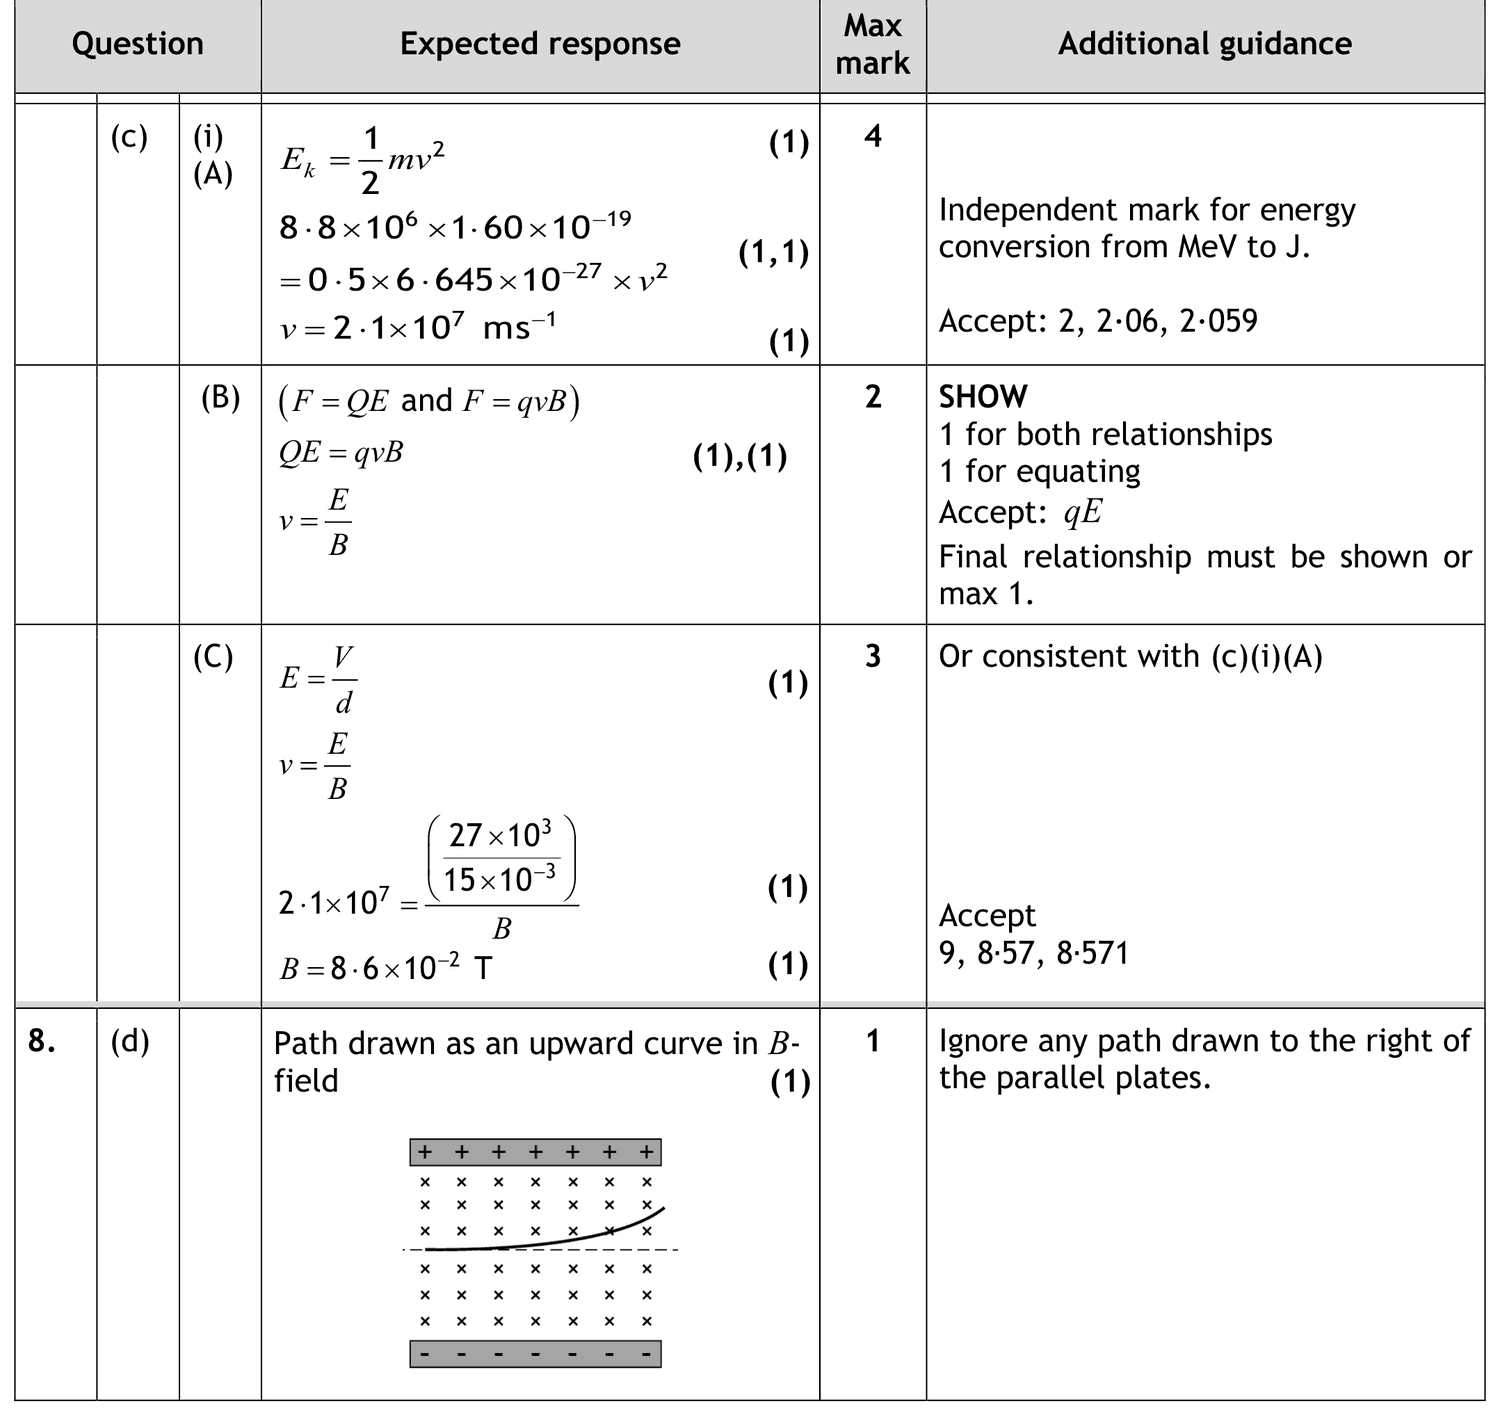 Question Expected response Max mark Additional guidance
(c) (i) (A) E_k = 1/2 mv² (1) 4
8·8×10⁶ ×1·60×10⁻¹⁹
= 0·5×6·645×10⁻²⁷ × v² (1,1)
v = 2·1×10⁷ ms⁻¹ (1)
Independent mark for energy
conversion from MeV to J.
Accept: 2, 2·06, 2·059
(B) (F = QE and F = qvB) 2
QE = qvB (1),(1)
v = E/B
SHOW
1 for both relationships
1 for equating
Accept: qE
Final relationship must be shown or
max 1.
(C) E = V/d (1) 3
v = E/B
2·1×10⁷ = (27×10³/15×10⁻³)/B (1)
B = 8·6×10⁻² T (1)
Or consistent with (c)(i)(A)
Accept
9, 8·57, 8·571
8. (d) Path drawn as an upward curve in B-
field (1) 1
Ignore any path drawn to the right of
the parallel plates.
+ + + + + + +
× × × × × × ×
× × × × × × ×
× × × × × × ×
× × × × × × ×
× × × × × × ×
× × × × × × ×
- - - - - - -